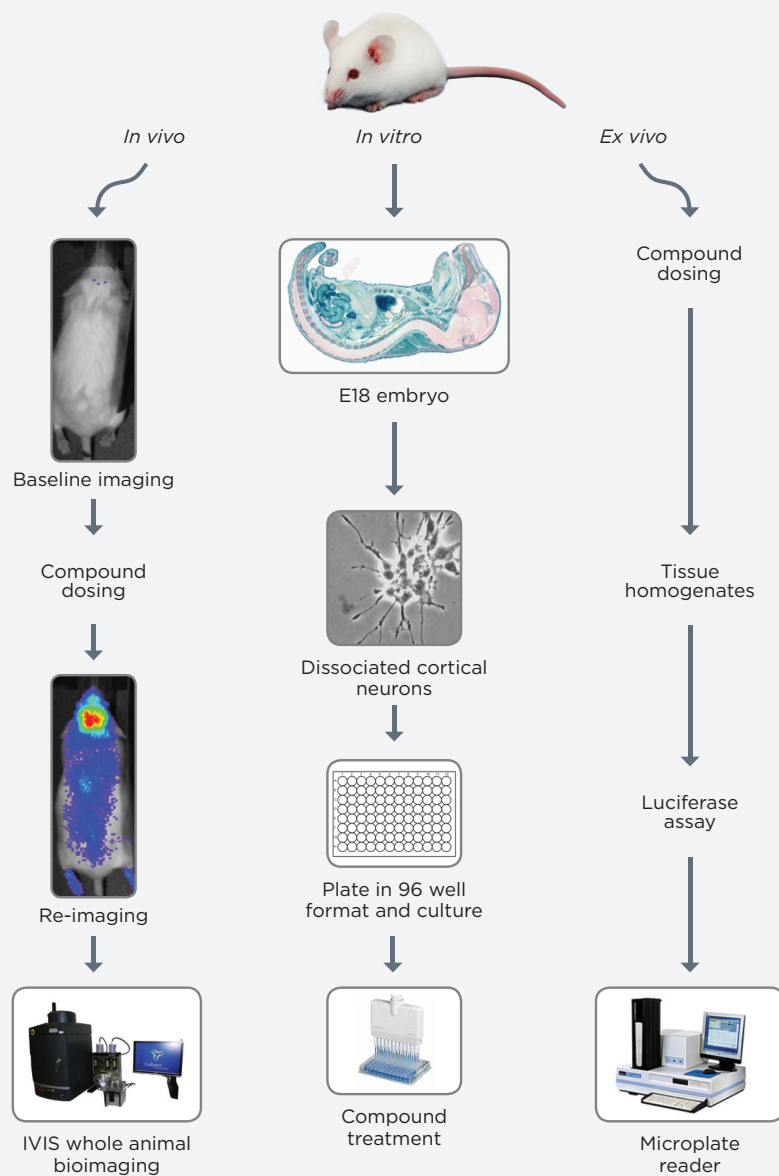 In vivo
In vitro
Ex vivo
Baseline imaging
Compound
dosing
Re-imaging
IVIS whole animal
bioimaging
E18 embryo
Dissociated cortical
neurons
Plate in 96 well
format and culture
Compound
treatment
Compound
dosing
Tissue
homogenates
Luciferase
assay
Microplate
reader